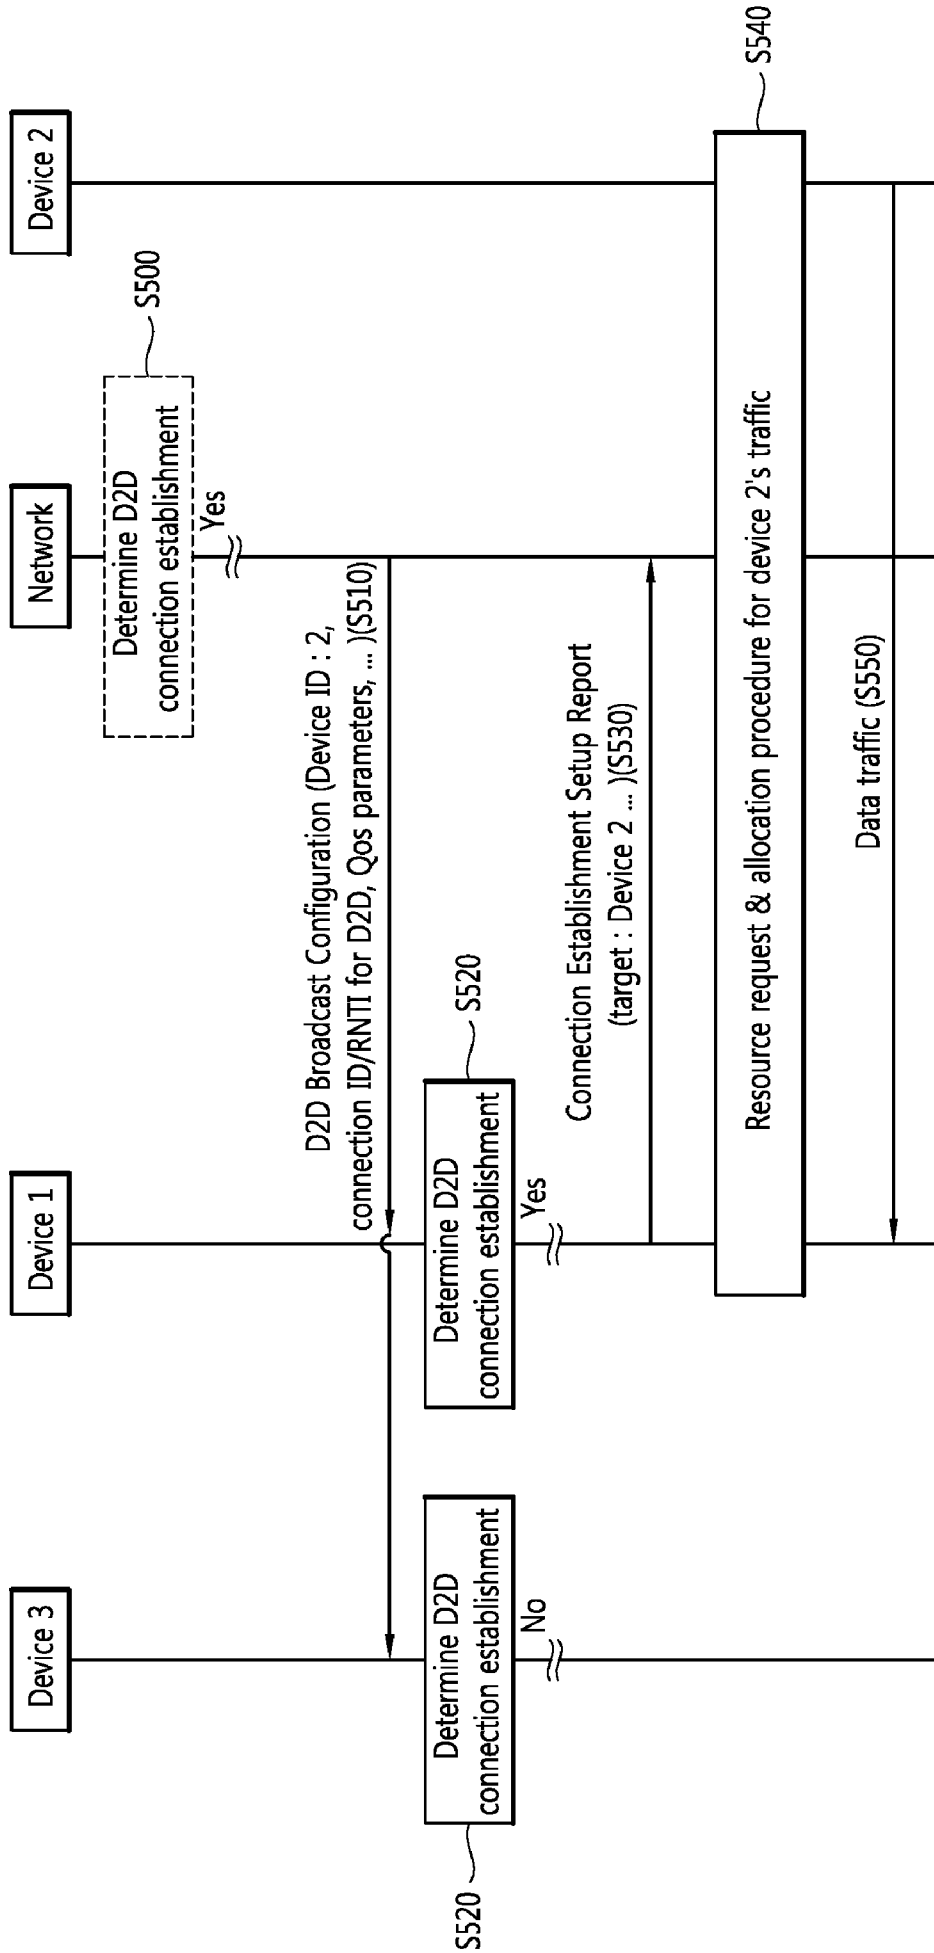 Device 3
Device 1
Network
Device 2
Determine D2D
connection establishment
S500
Yes
D2D Broadcast Configuration (Device ID : 2,
connection ID/RNTI for D2D, Qos parameters, ... )(S510)
Determine D2D
connection establishment
S520
No
Determine D2D
connection establishment
S520
Yes
Connection Establishment Setup Report
(target : Device 2 ... )(S530)
Resource request & allocation procedure for device 2's traffic
S540
Data traffic (S550)